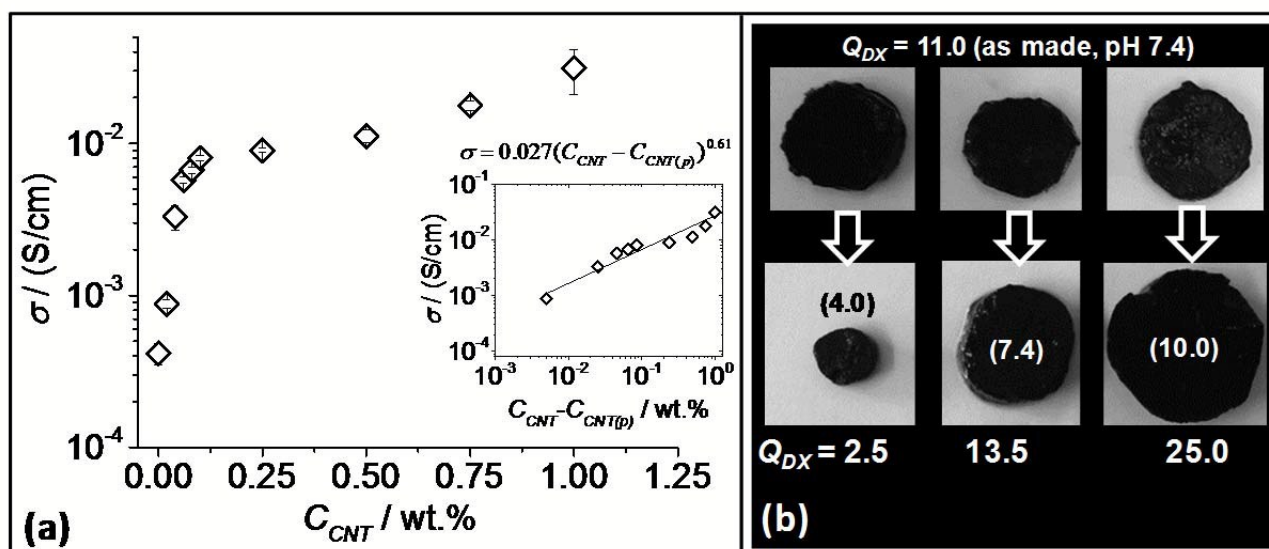 10⁻²
10⁻³
10⁻⁴
σ / (S/cm)
0.00 0.25 0.50 0.75 1.00 1.25
C_CNT / wt.%
(a)
σ = 0.027(C_CNT – C_CNT(p))^0.61
10⁻¹
10⁻²
10⁻³
10⁻⁴
σ / (S/cm)
10⁻³ 10⁻² 10⁻¹ 10⁰
C_CNT-C_CNT(p) / wt.%
Q_DX = 11.0 (as made, pH 7.4)
(4.0)
(7.4)
(10.0)
Q_DX = 2.5 13.5 25.0
(b)